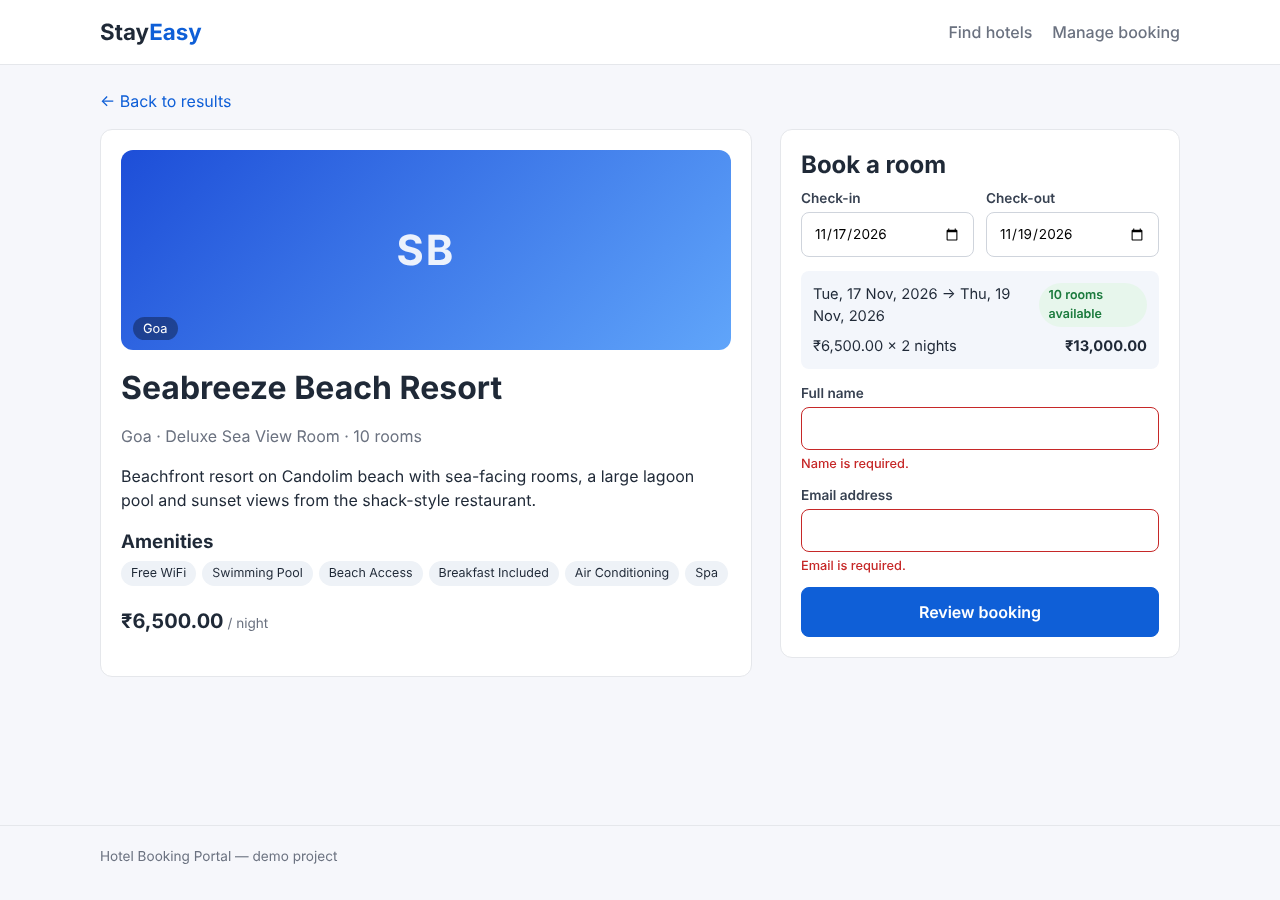 StayEasy
Find hotels
Manage booking
← Back to results
SB
Goa
Seabreeze Beach Resort
Goa · Deluxe Sea View Room · 10 rooms
Beachfront resort on Candolim beach with sea-facing rooms, a large lagoon
pool and sunset views from the shack-style restaurant.
Amenities
Free WiFi
Swimming Pool
Beach Access
Breakfast Included
Air Conditioning
Spa
₹6,500.00 / night
Book a room
Check-in
Check-out
11/17/2026
11/19/2026
Tue, 17 Nov, 2026 → Thu, 19
Nov, 2026
10 rooms
available
₹6,500.00 × 2 nights
₹13,000.00
Full name
Name is required.
Email address
Email is required.
Review booking
Hotel Booking Portal — demo project